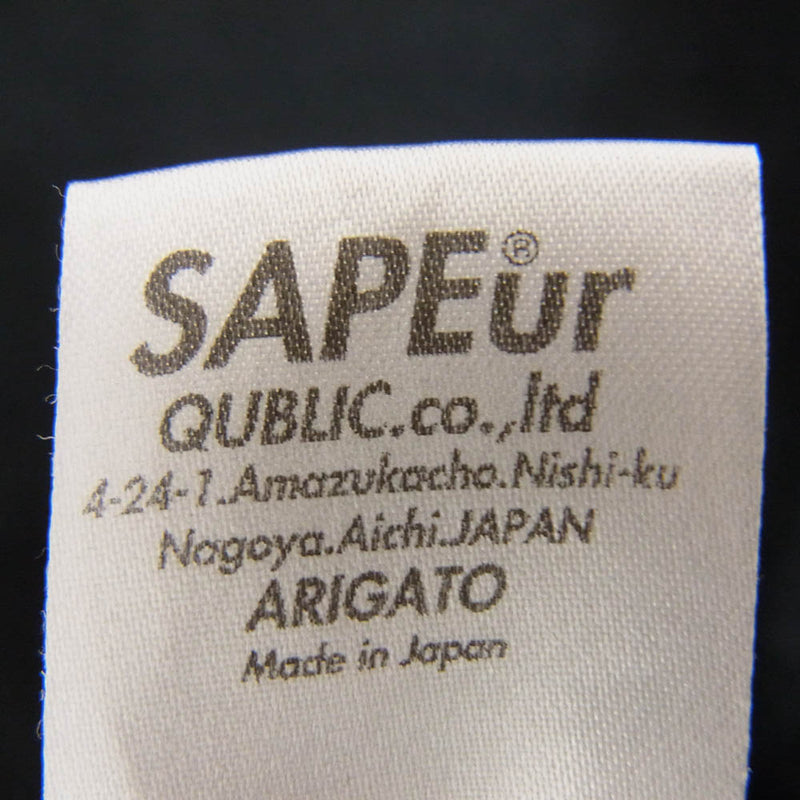 SAPEur®
QUBLIC.co.,ltd
4-24-1.Amazukacho.Nishi-ku
Nagoya.Aichi.JAPAN
ARIGATO
Made in Japan